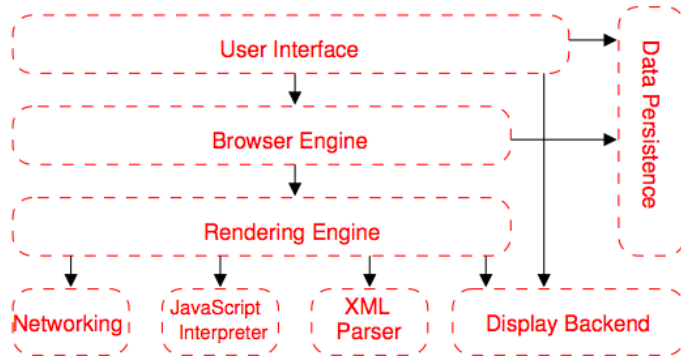 User Interface
Data Persistence
Browser Engine
Rendering Engine
Networking
JavaScript
Interpreter
XML
Parser
Display Backend